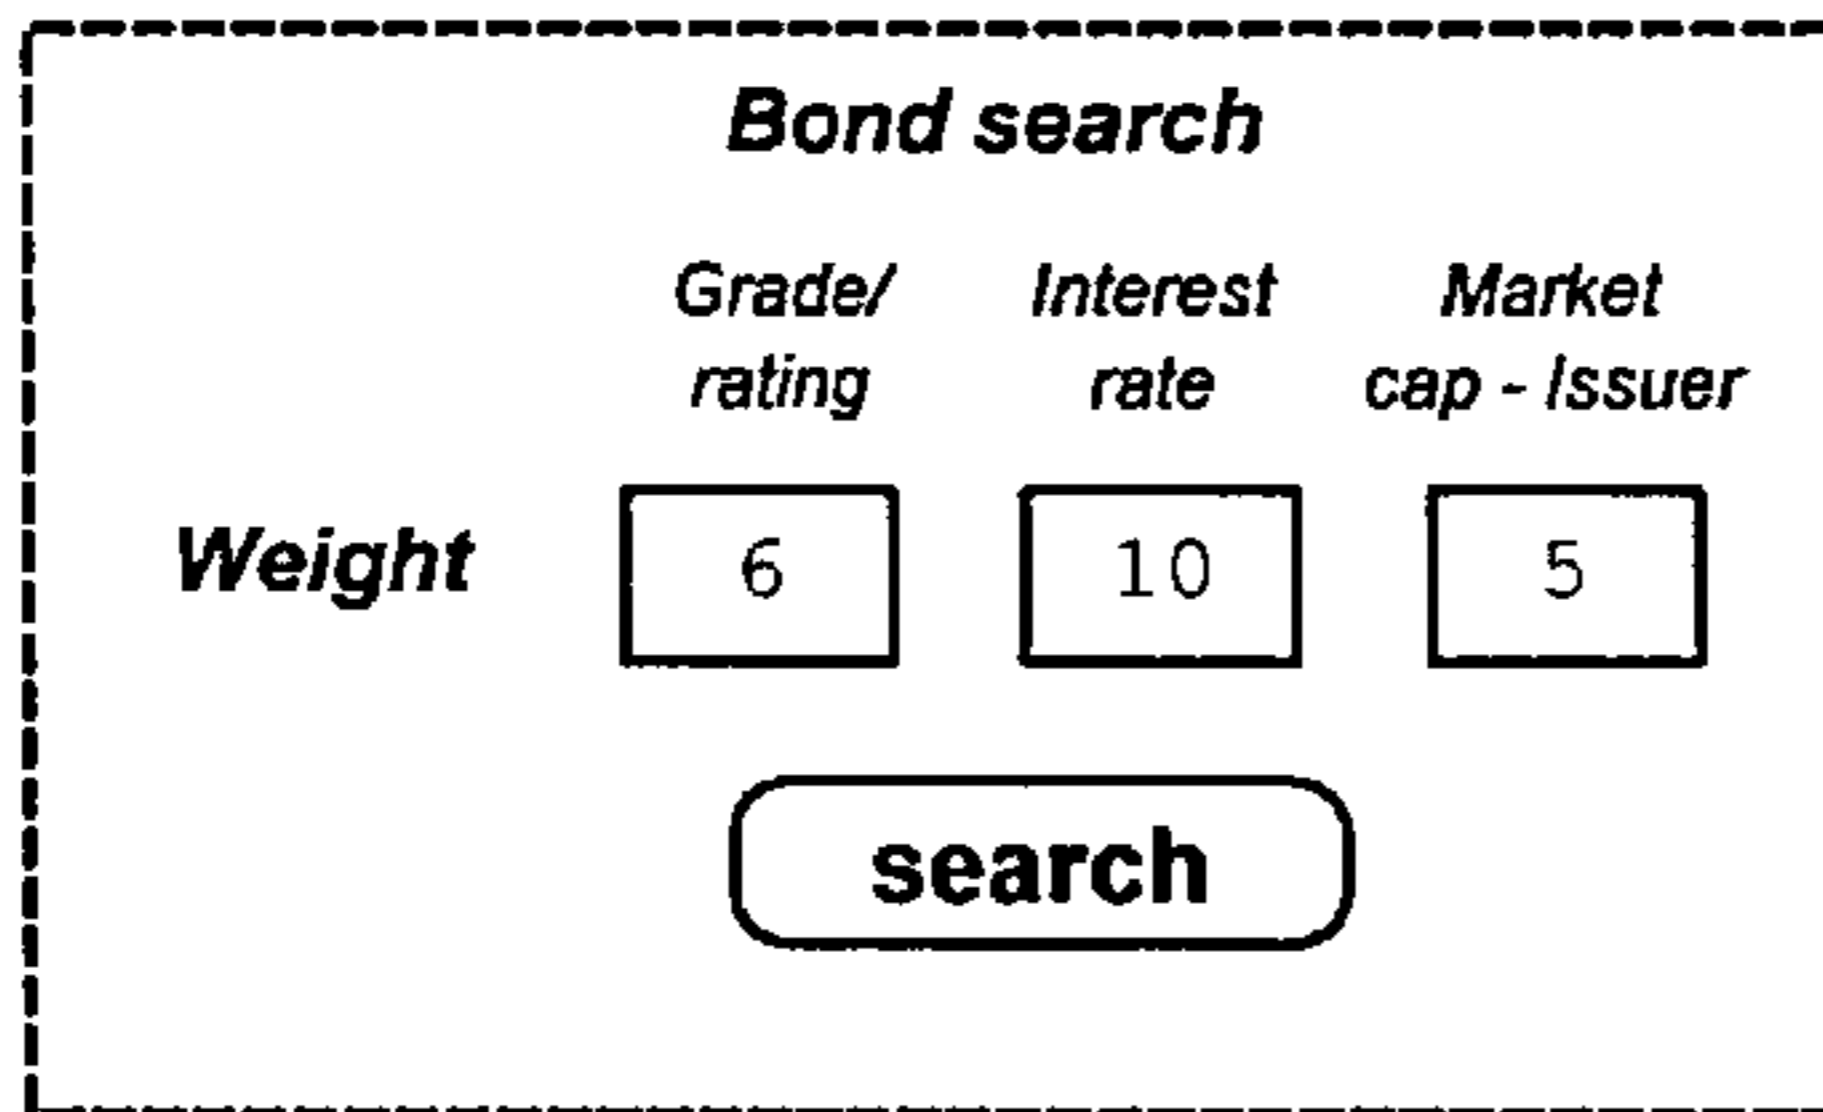 Bond search
Grade/ Interest Market
rating rate cap - Issuer
Weight 6 10 5
search